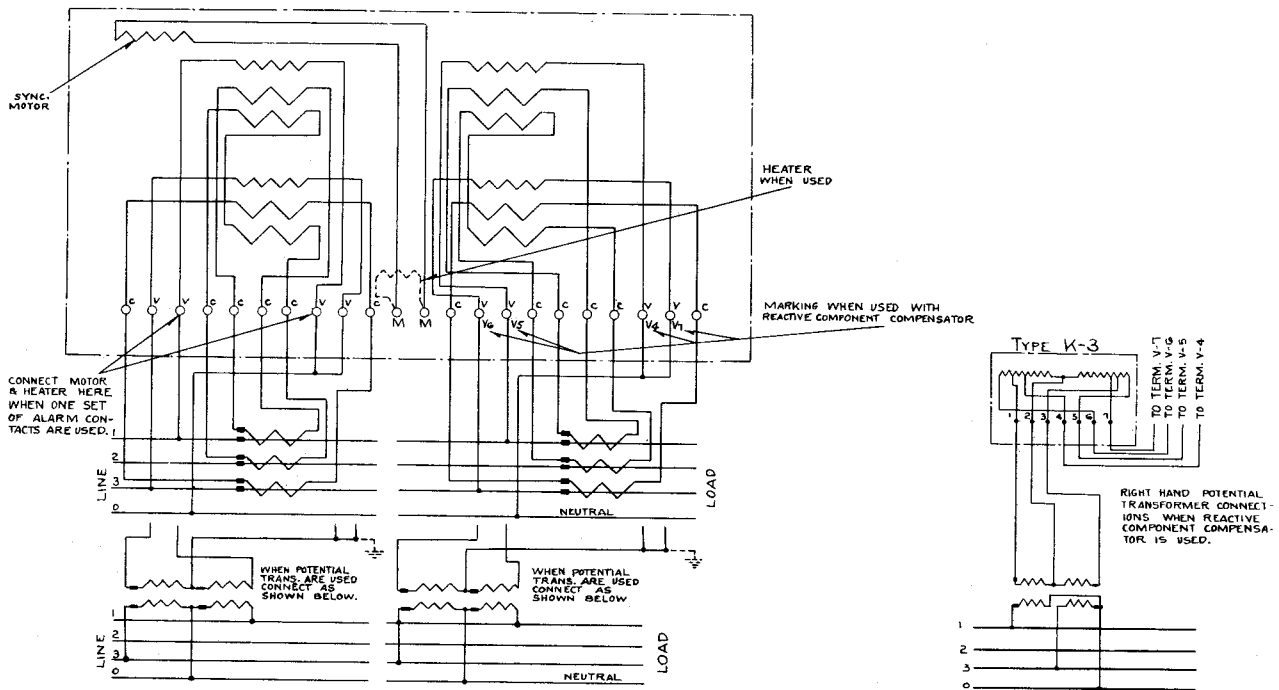 SYNC.
MOTOR
HEATER
WHEN USED
C V V C C C C V V C M M C V V C C C V V C
V6 V5 V4 V7
MARKING WHEN USED WITH
REACTIVE COMPONENT COMPENSATOR
CONNECT MOTOR
& HEATER HERE
WHEN ONE SET
OF ALARM CON-
TACTS ARE USED.
1
2
3
0
LINE
LOAD
NEUTRAL
WHEN POTENTIAL
TRANS. ARE USED
CONNECT AS
SHOWN BELOW.
WHEN POTENTIAL
TRANS. ARE USED
CONNECT AS
SHOWN BELOW
1
2
3
0
LINE
LOAD
NEUTRAL
TYPE K-3
1 2 3 4 5 6 7
TO TERM. V-7
TO TERM. V-6
TO TERM. V-5
TO TERM. V-4
RIGHT HAND POTENTIAL
TRANSFORMER CONNECT-
IONS WHEN REACTIVE
COMPONENT COMPENSA-
TOR IS USED.
1
2
3
0